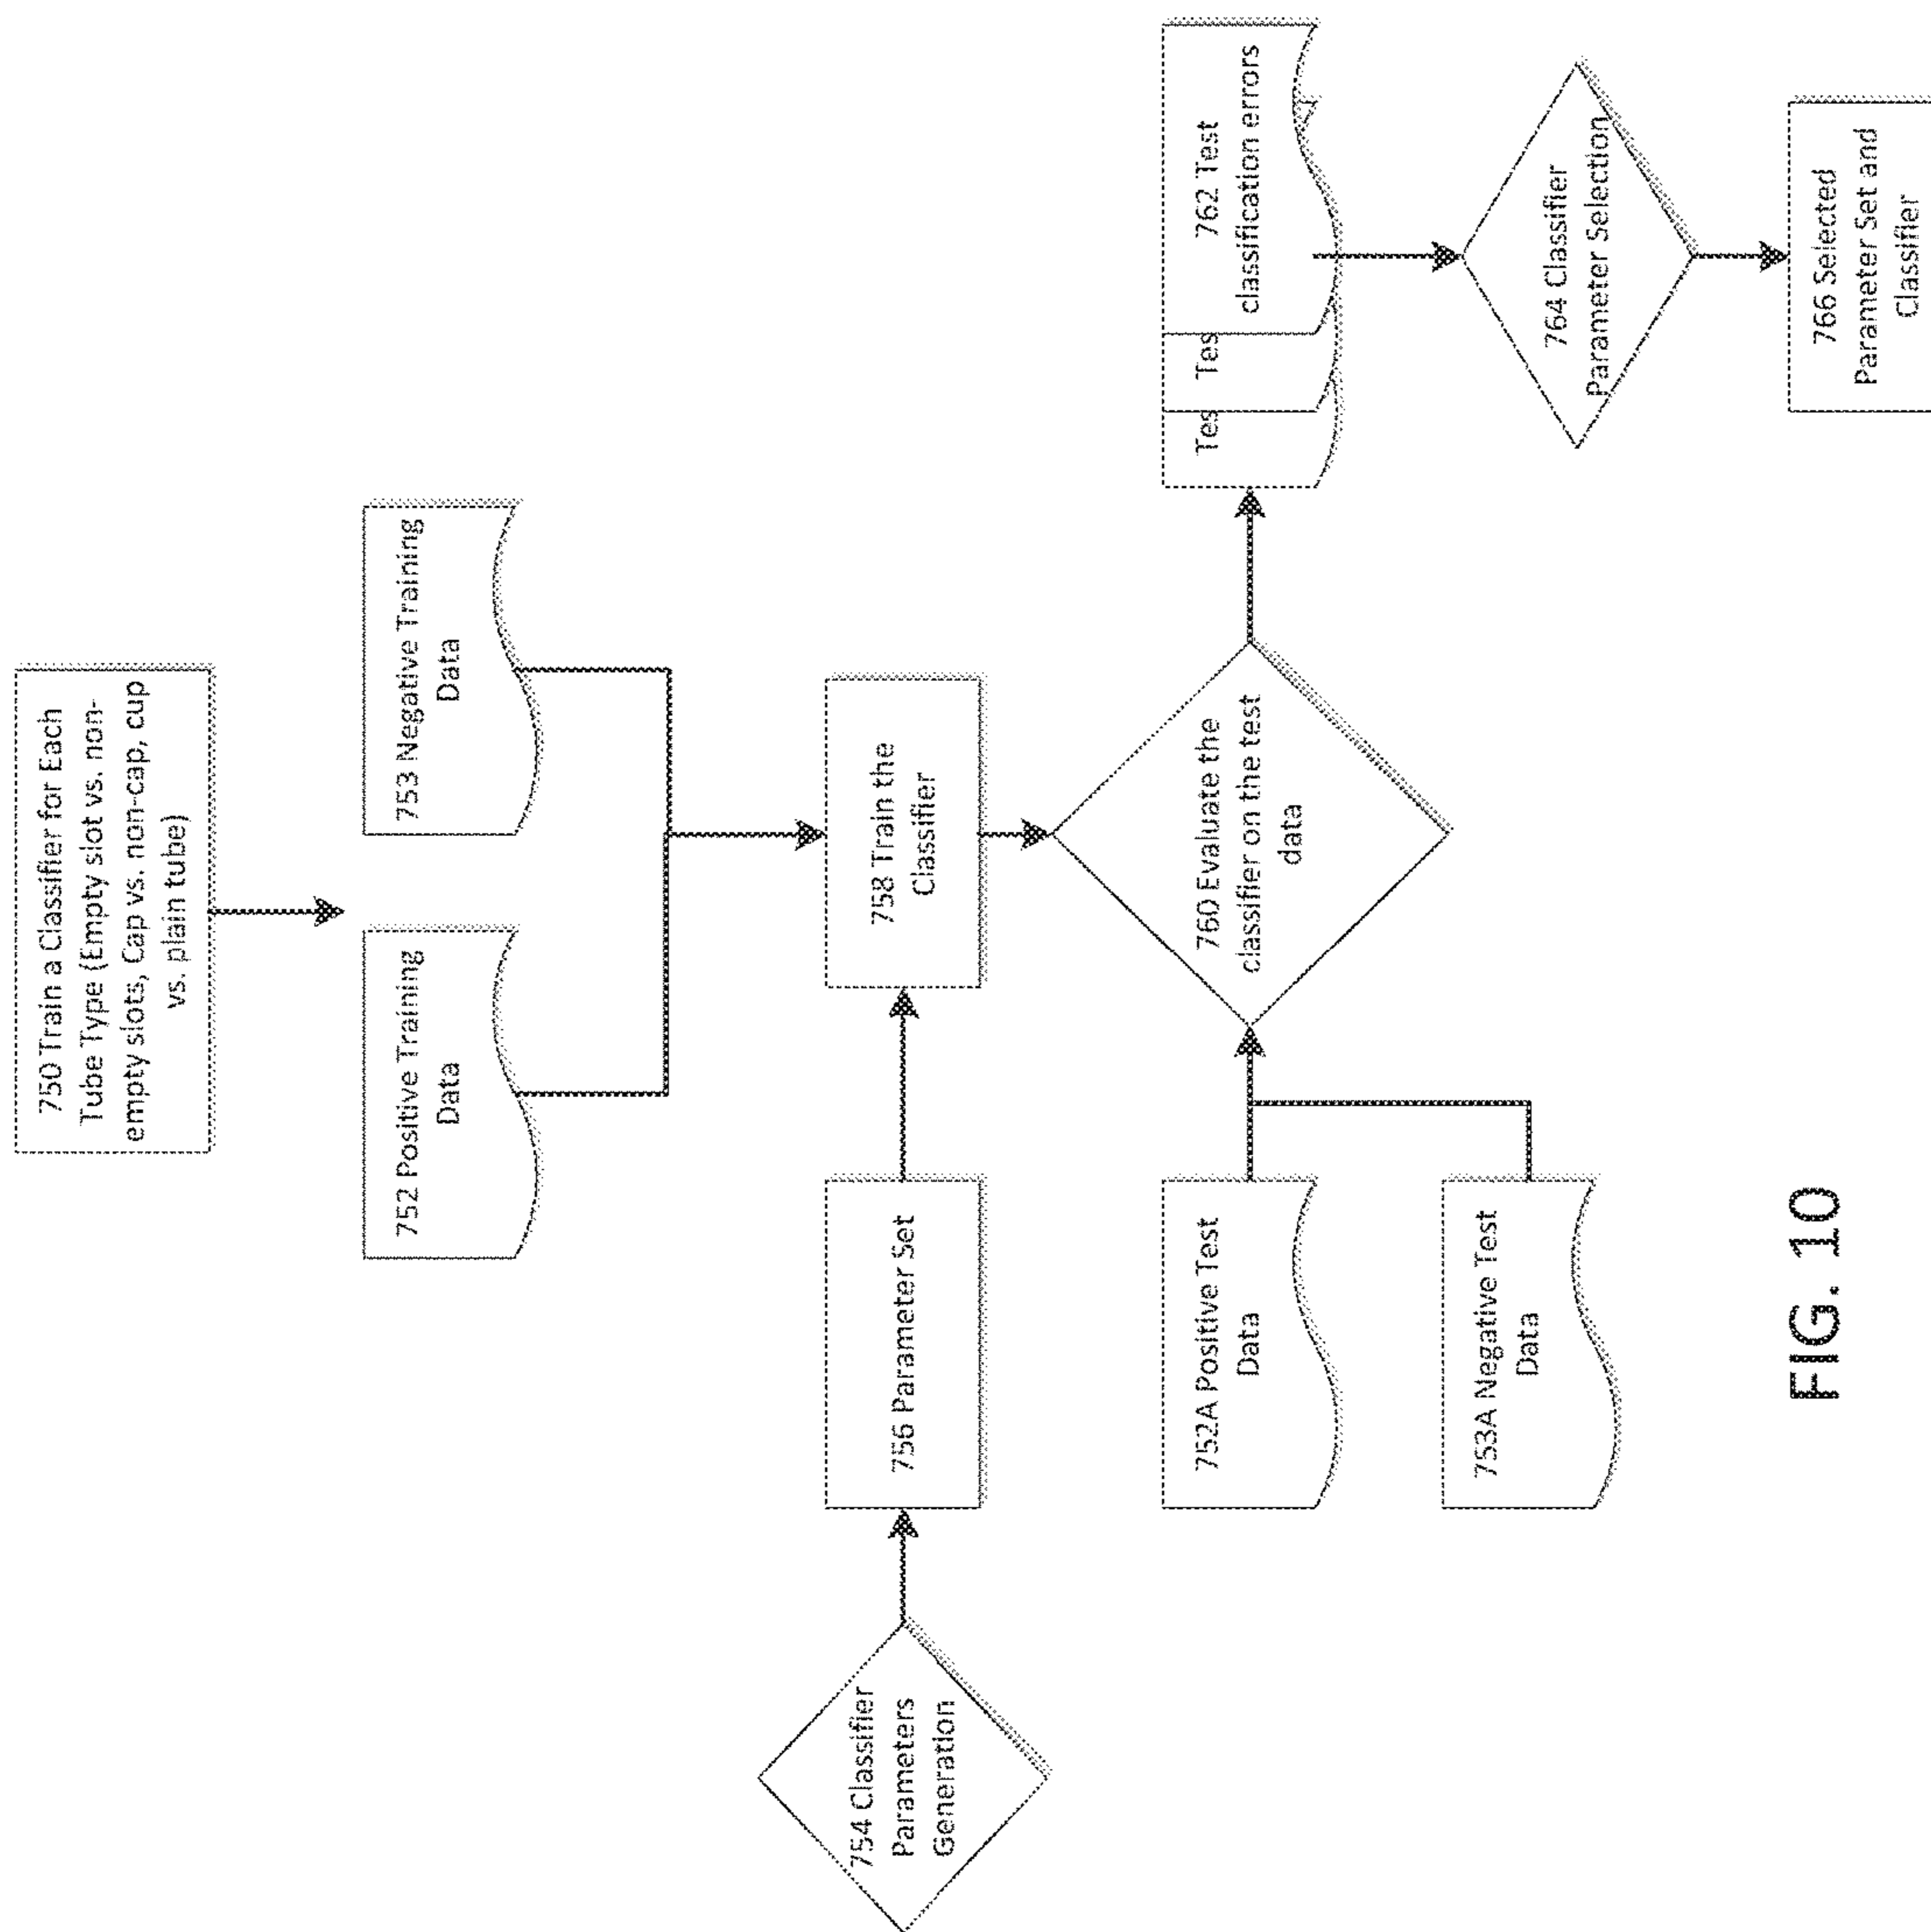 750 Train a Classifier for Each
Tube Type (Empty slot vs. non-
empty slots, Cap vs. non-cap, cup
vs. plain tube)
752 Positive Training
Data
753 Negative Training
Data
754 Classifier
Parameters
Generation
756 Parameter Set
758 Train the
Classifier
752A Positive Test
Data
753A Negative Test
Data
760 Evaluate the
classifier on the test
data
Tes
Tes
762 Test
classification errors
764 Classifier
Parameter Selection
766 Selected
Parameter Set and
Classifier
FIG. 10